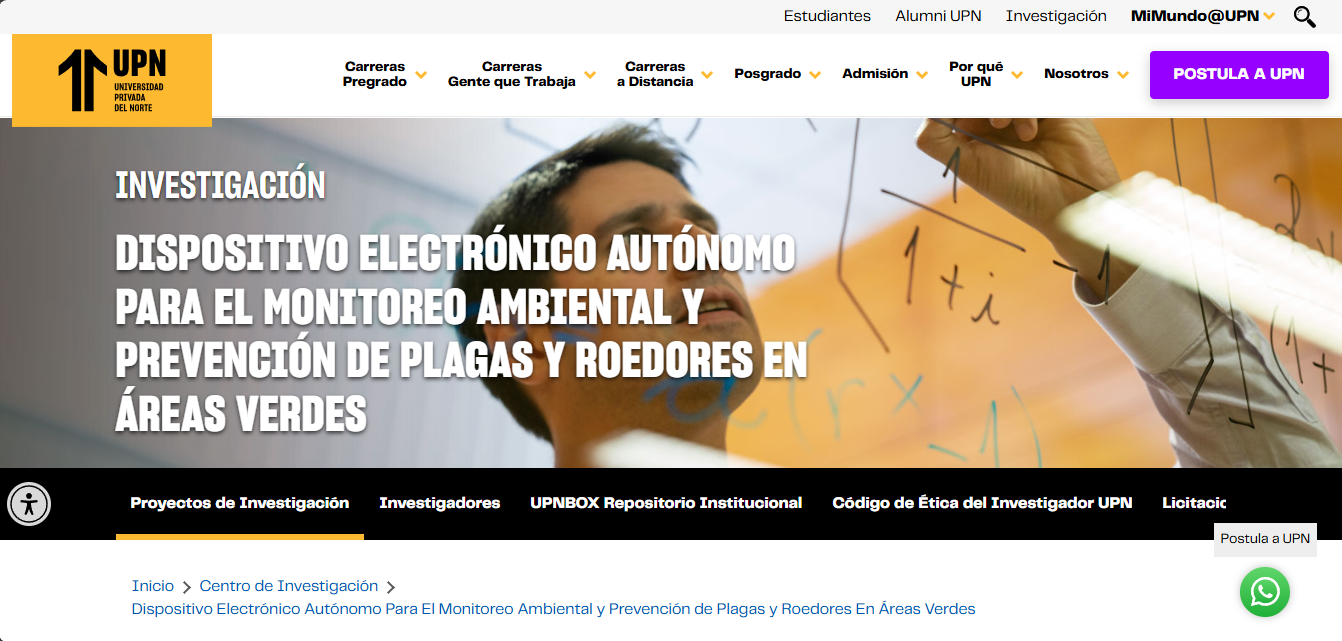 Estudiantes Alumni UPN Investigación MiMundo@UPN
UPN
UNIVERSIDAD
PRIVADA
DEL NORTE
Carreras
Pregrado
Carreras
Gente que Trabaja
Carreras
a Distancia
Posgrado
Admisión
Por qué
UPN
Nosotros
POSTULA A UPN
INVESTIGACIÓN
DISPOSITIVO ELECTRÓNICO AUTÓNOMO
PARA EL MONITOREO AMBIENTAL Y
PREVENCIÓN DE PLAGAS Y ROEDORES EN
ÁREAS VERDES
1
1+i
a(rx
-1)
Proyectos de Investigación Investigadores UPNBOX Repositorio Institucional Código de Ética del Investigador UPN Licitacio
Postula a UPN
Inicio > Centro de Investigación >
Dispositivo Electrónico Autónomo Para El Monitoreo Ambiental y Prevención de Plagas y Roedores En Áreas Verdes